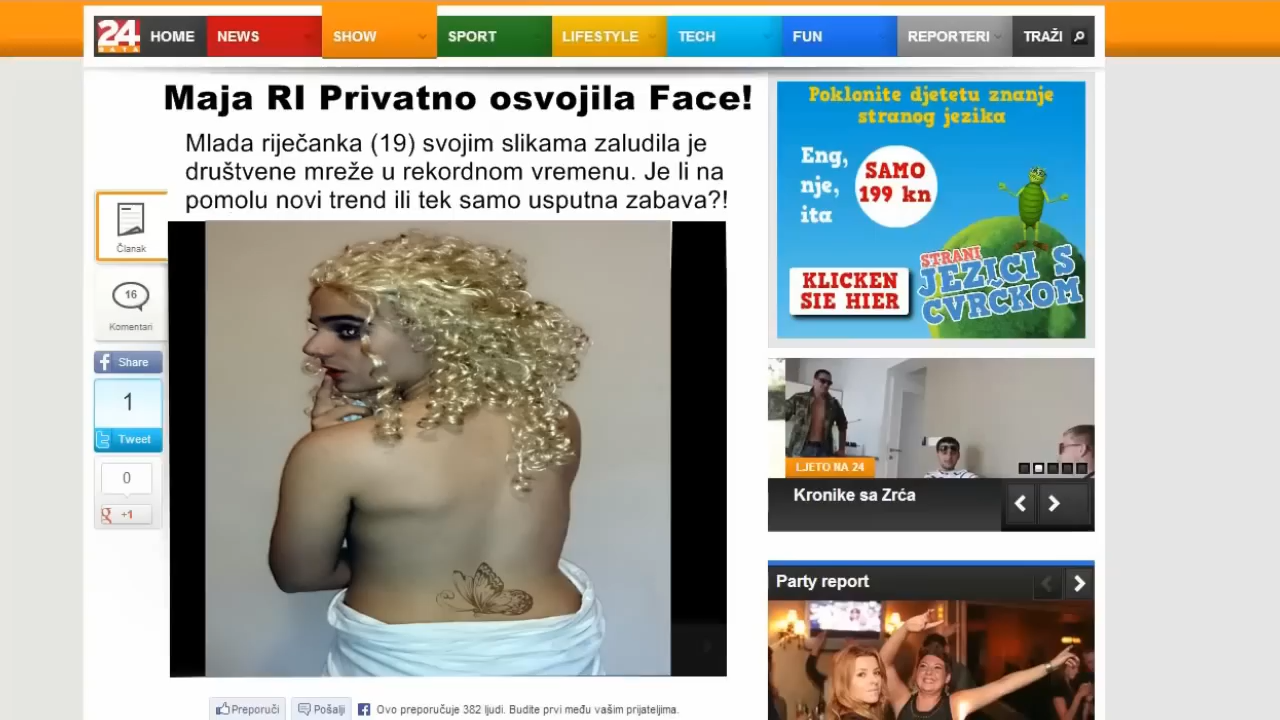 24
DATA
HOME
NEWS
SHOW
SPORT
LIFESTYLE
TECH
FUN
REPORTERI
TRAŽI
Maja RI Privatno osvojila Face!
Mlada riječanka (19) svojim slikama zaludila je
društvene mreže u rekordnom vremenu. Je li na
pomolu novi trend ili tek samo usputna zabava?!
Članak
16
Komentari
f Share
1
Tweet
0
g +1
Preporuči
Pošalji
f Ovo preporučuje 382 ljudi. Budite prvi među vašim prijateljima.
Poklonite djetetu znanje
stranog jezika
Eng,
nje,
ita
SAMO
199 kn
KLICKEN
SIE HIER
STRANI
JEZICI S
CVRČKOM
LJETO NA 24
Kronike sa Zrća
Party report